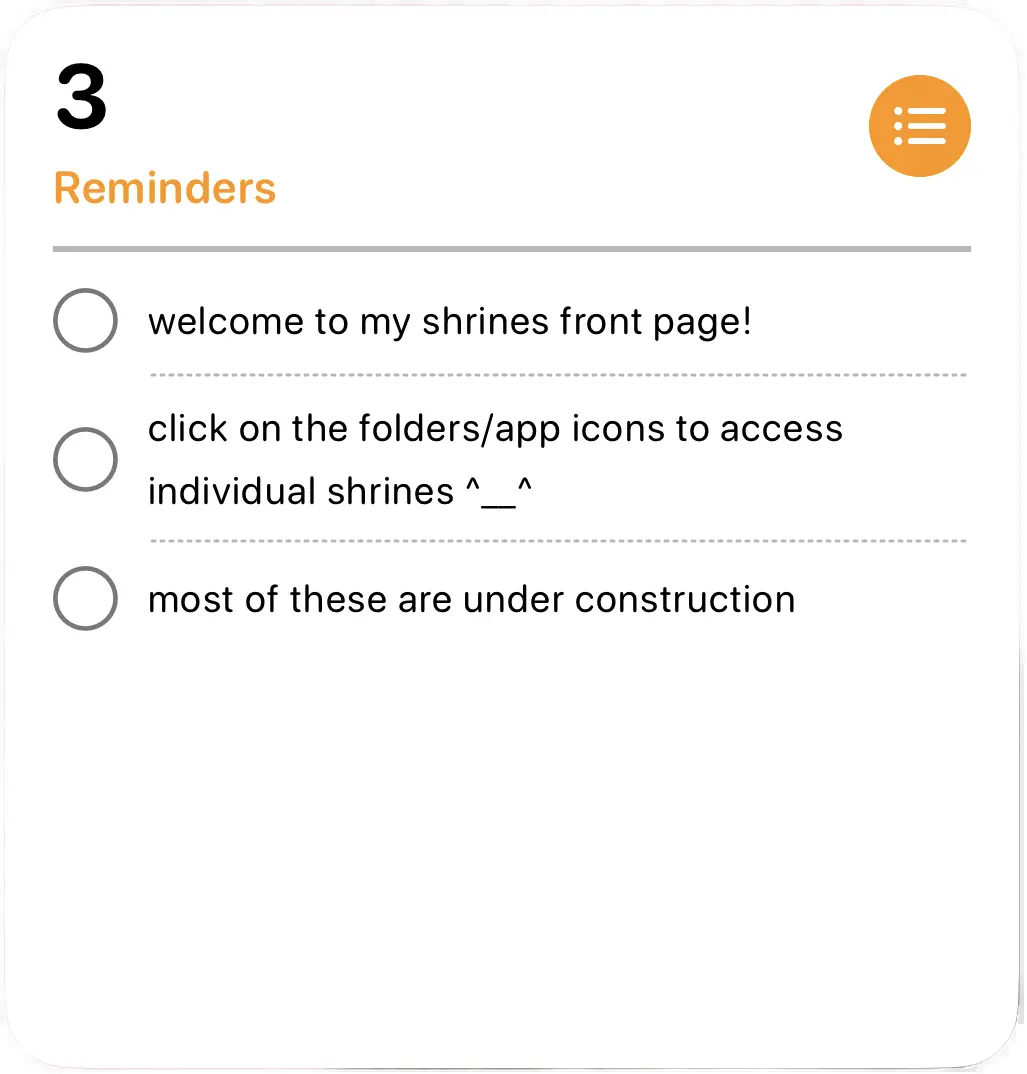 3
Reminders
welcome to my shrines front page!
click on the folders/app icons to access
individual shrines ^__^
most of these are under construction